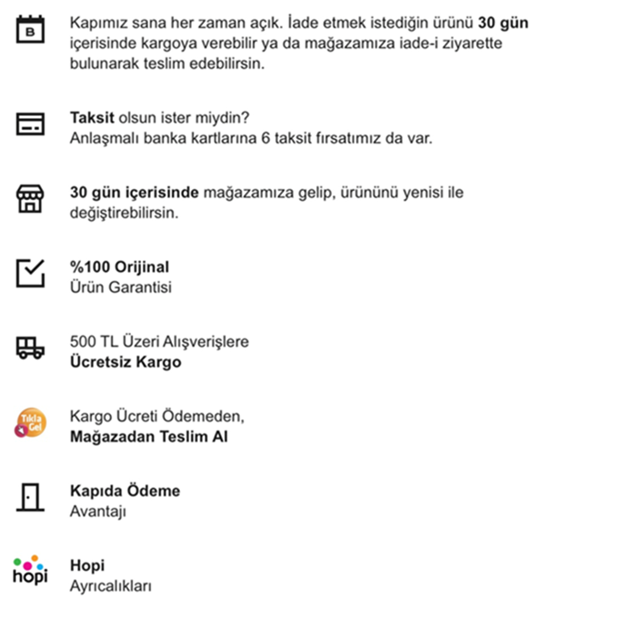 Kapımız sana her zaman açık. İade etmek istediğin ürünü 30 gün
içerisinde kargoya verebilir ya da mağazamıza iade-i ziyarette
bulunarak teslim edebilirsin.
B
Taksit olsun ister miydin?
Anlaşmalı banka kartlarına 6 taksit fırsatımız da var.
30 gün içerisinde mağazamıza gelip, ürününü yenisi ile
değiştirebilirsin.
%100 Orijinal
Ürün Garantisi
500 TL Üzeri Alışverişlere
Ücretsiz Kargo
Tıkla
Gel
Kargo Ücreti Ödemeden,
Mağazadan Teslim Al
Kapıda Ödeme
Avantajı
hopi
Hopi
Ayrıcalıkları